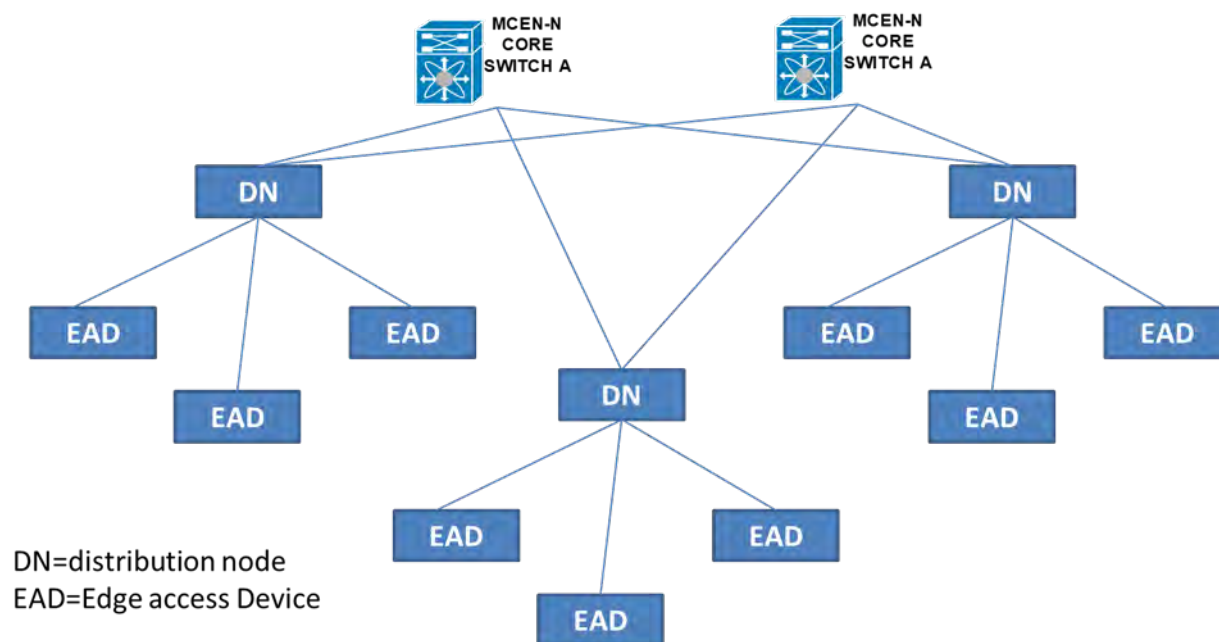 MCEN-N
CORE
SWITCH A
MCEN-N
CORE
SWITCH A
DN
DN
EAD
EAD
EAD
EAD
EAD
EAD
DN
EAD
EAD
EAD
DN=distribution node
EAD=Edge access Device